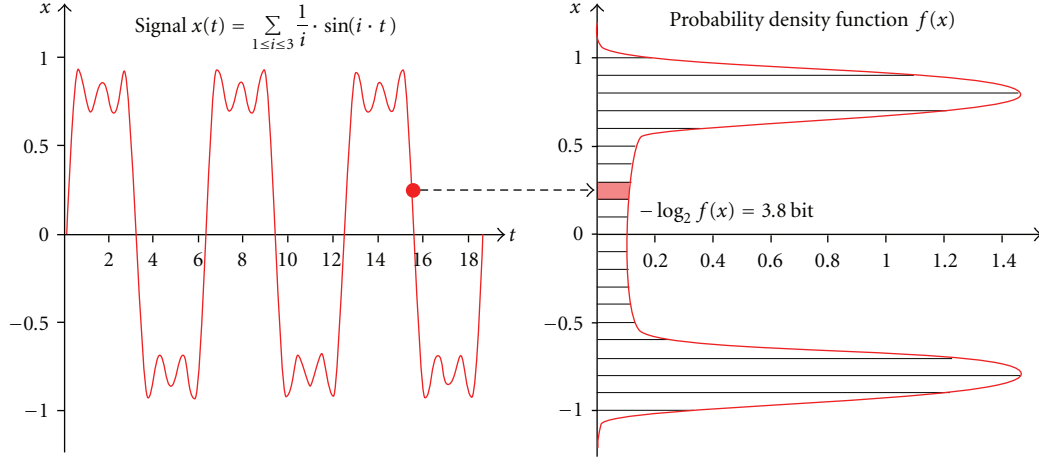 x
Signal x(t) = ∑ 1≤i≤3 1/i · sin(i · t)
1
0.5
0
−0.5
−1
2 4 6 8 10 12 14 16 18
t
x
Probability density function f(x)
1
0.5
0
−0.5
−1
− log₂ f(x) = 3.8 bit
0.2 0.4 0.6 0.8 1 1.2 1.4